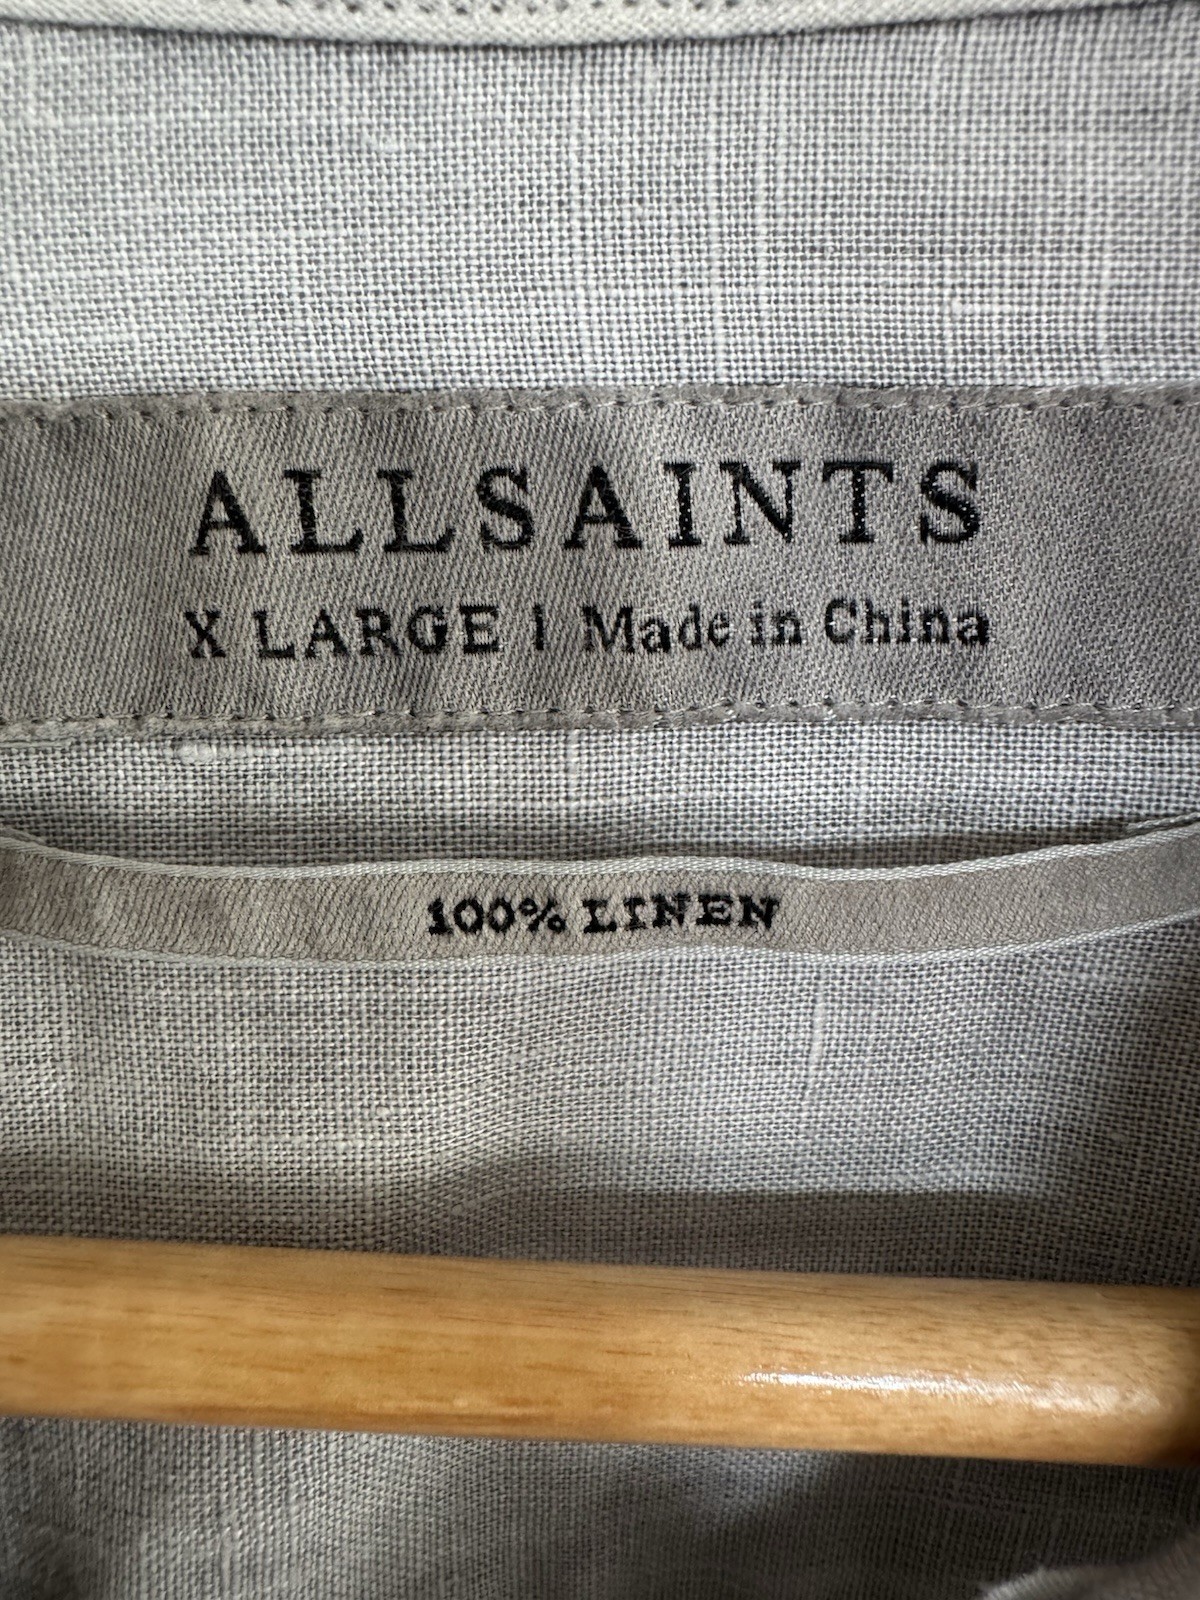 ALLSAINTS
X LARGE | Made in China
100% LINEN